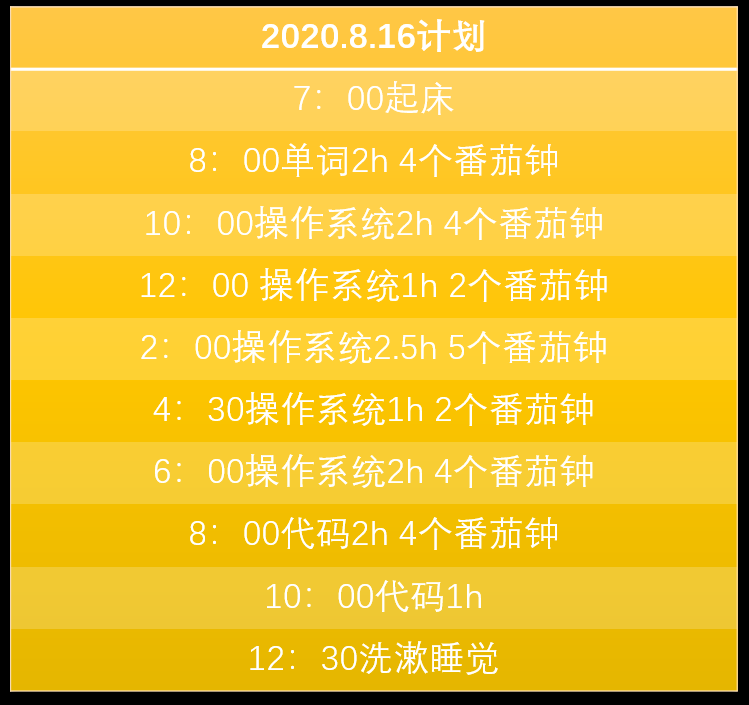 2020.8.16计划
7：00起床
8：00单词2h 4个番茄钟
10：00操作系统2h 4个番茄钟
12：00 操作系统1h 2个番茄钟
2：00操作系统2.5h 5个番茄钟
4：30操作系统1h 2个番茄钟
6：00操作系统2h 4个番茄钟
8：00代码2h 4个番茄钟
10：00代码1h
12：30洗漱睡觉